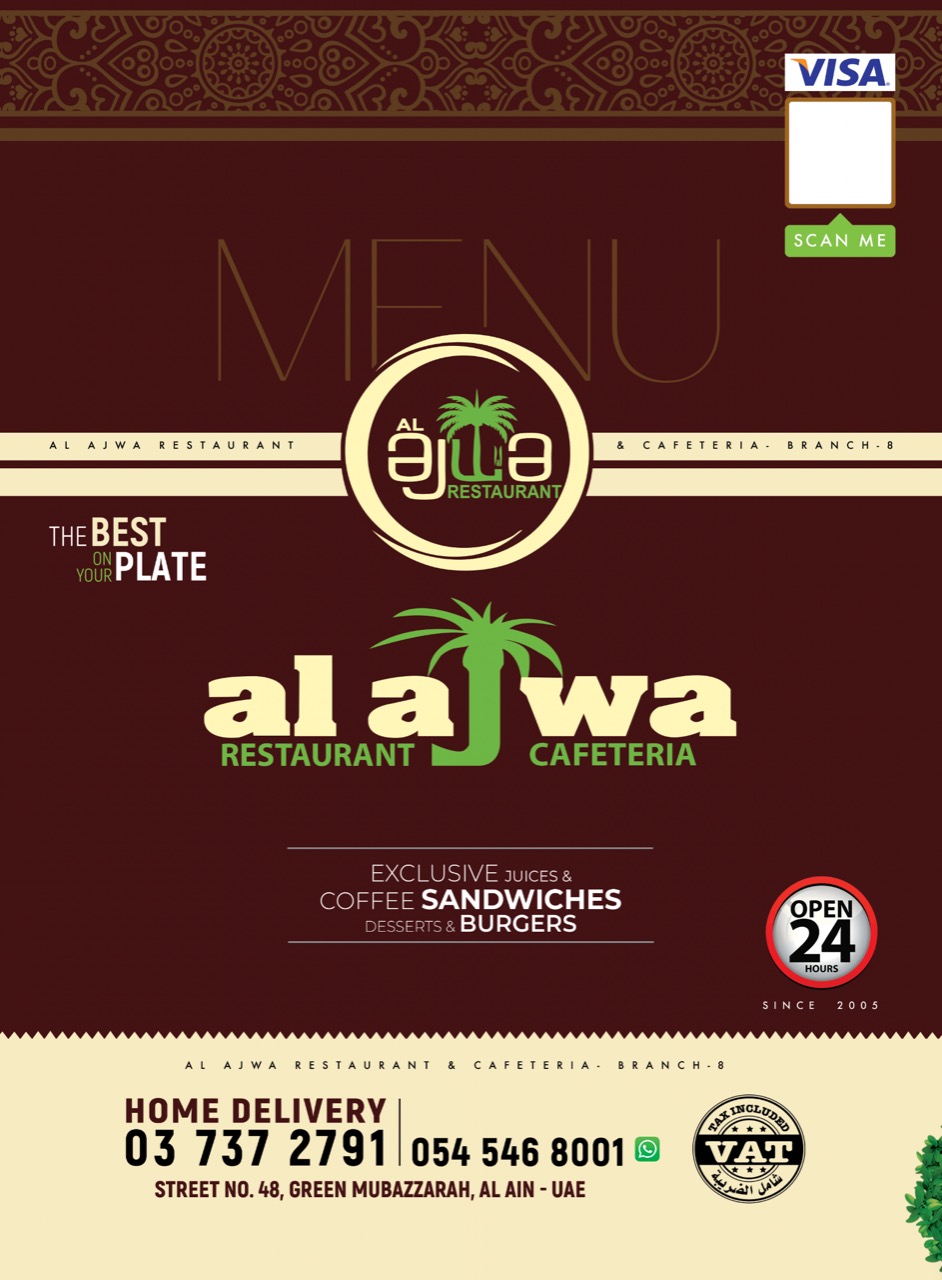 VISA
SCAN ME
MENU
AL
ajwa
RESTAURANT
AL AJWA RESTAURANT
& CAFETERIA- BRANCH-8
THE BEST
ON
YOUR PLATE
al ajwa
RESTAURANT CAFETERIA
EXCLUSIVE JUICES &
COFFEE SANDWICHES
DESSERTS & BURGERS
OPEN
24
HOURS
SINCE 2005
AL AJWA RESTAURANT & CAFETERIA- BRANCH-8
HOME DELIVERY
03 737 2791
054 546 8001
STREET NO. 48, GREEN MUBAZZARAH, AL AIN - UAE
TAX INCLUDED
VAT
شامل الضريبة